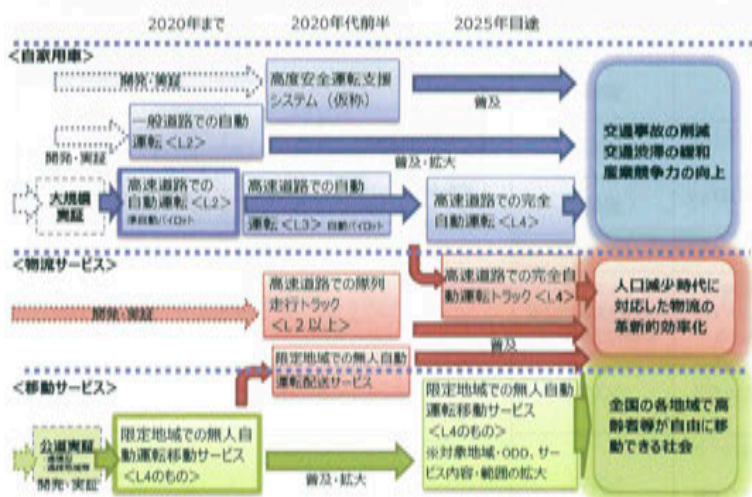 2020年まで
2020年代前半
2025年目途
<自家用車>
開発・実証
高度安全運転支援
システム（仮称）
普及
一般道路での自動
運転<L2>
開発・実証
普及・拡大
大規模
実証
高速道路での
自動運転<L2>
準自動パイロット
高速道路での自動
運転<L3> 自動パイロット
高速道路での完全
自動運転<L4>
交通事故の削減
交通渋滞の緩和
産業競争力の向上
<物流サービス>
開発・実証
高速道路での隊列
走行トラック
<L2以上>
高速道路での完全自
動運転トラック<L4>
普及
限定地域での無人自動
運転配送サービス
人口減少時代に
対応した物流の
革新的効率化
<移動サービス>
公道実証
開発・実証
限定地域での無人自
動運転移動サービス
<L4のもの>
普及・拡大
限定地域での無人自動
運転移動サービス
<L4のもの>
※対象地域・ODD、サー
ビス内容・範囲の拡大
全国の各地域で高
齢者等が自由に移
動できる社会